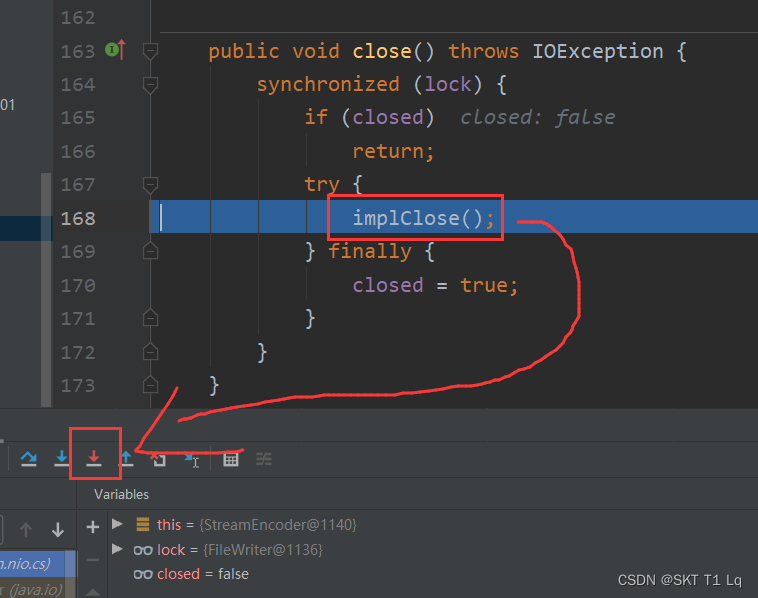 162
163 public void close() throws IOException {
01
164 synchronized (lock) {
165 if (closed) closed: false
166 return;
167 try {
168 implClose();
169 } finally {
170 closed = true;
171 }
172 }
173 }
Variables
this = {StreamEncoder@1140}
lock = {FileWriter@1136}
n.nio.cs)
closed = false
r (java.io)
CSDN @SKT T1 Lq